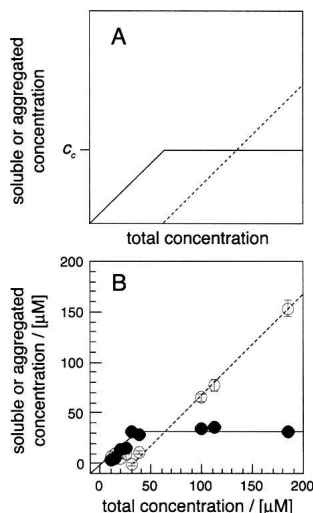 A
soluble or aggregated
concentration
Cc
total concentration
B
soluble or aggregated
concentration / [µM]
200
150
100
50
0
0 50 100 150 200
total concentration / [µM]